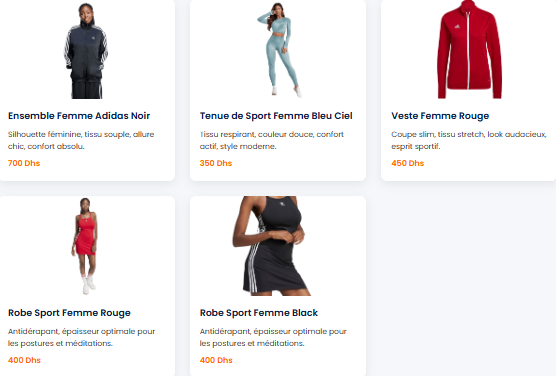 Ensemble Femme Adidas Noir
Silhouette féminine, tissu souple, allure
chic, confort absolu.
700 Dhs
Tenue de Sport Femme Bleu Ciel
Tissu respirant, couleur douce, confort
actif, style moderne.
350 Dhs
Veste Femme Rouge
Coupe slim, tissu stretch, look audacieux,
esprit sportif.
450 Dhs
Robe Sport Femme Rouge
Antidérapant, épaisseur optimale pour
les postures et méditations.
400 Dhs
Robe Sport Femme Black
Antidérapant, épaisseur optimale pour
les postures et méditations.
400 Dhs